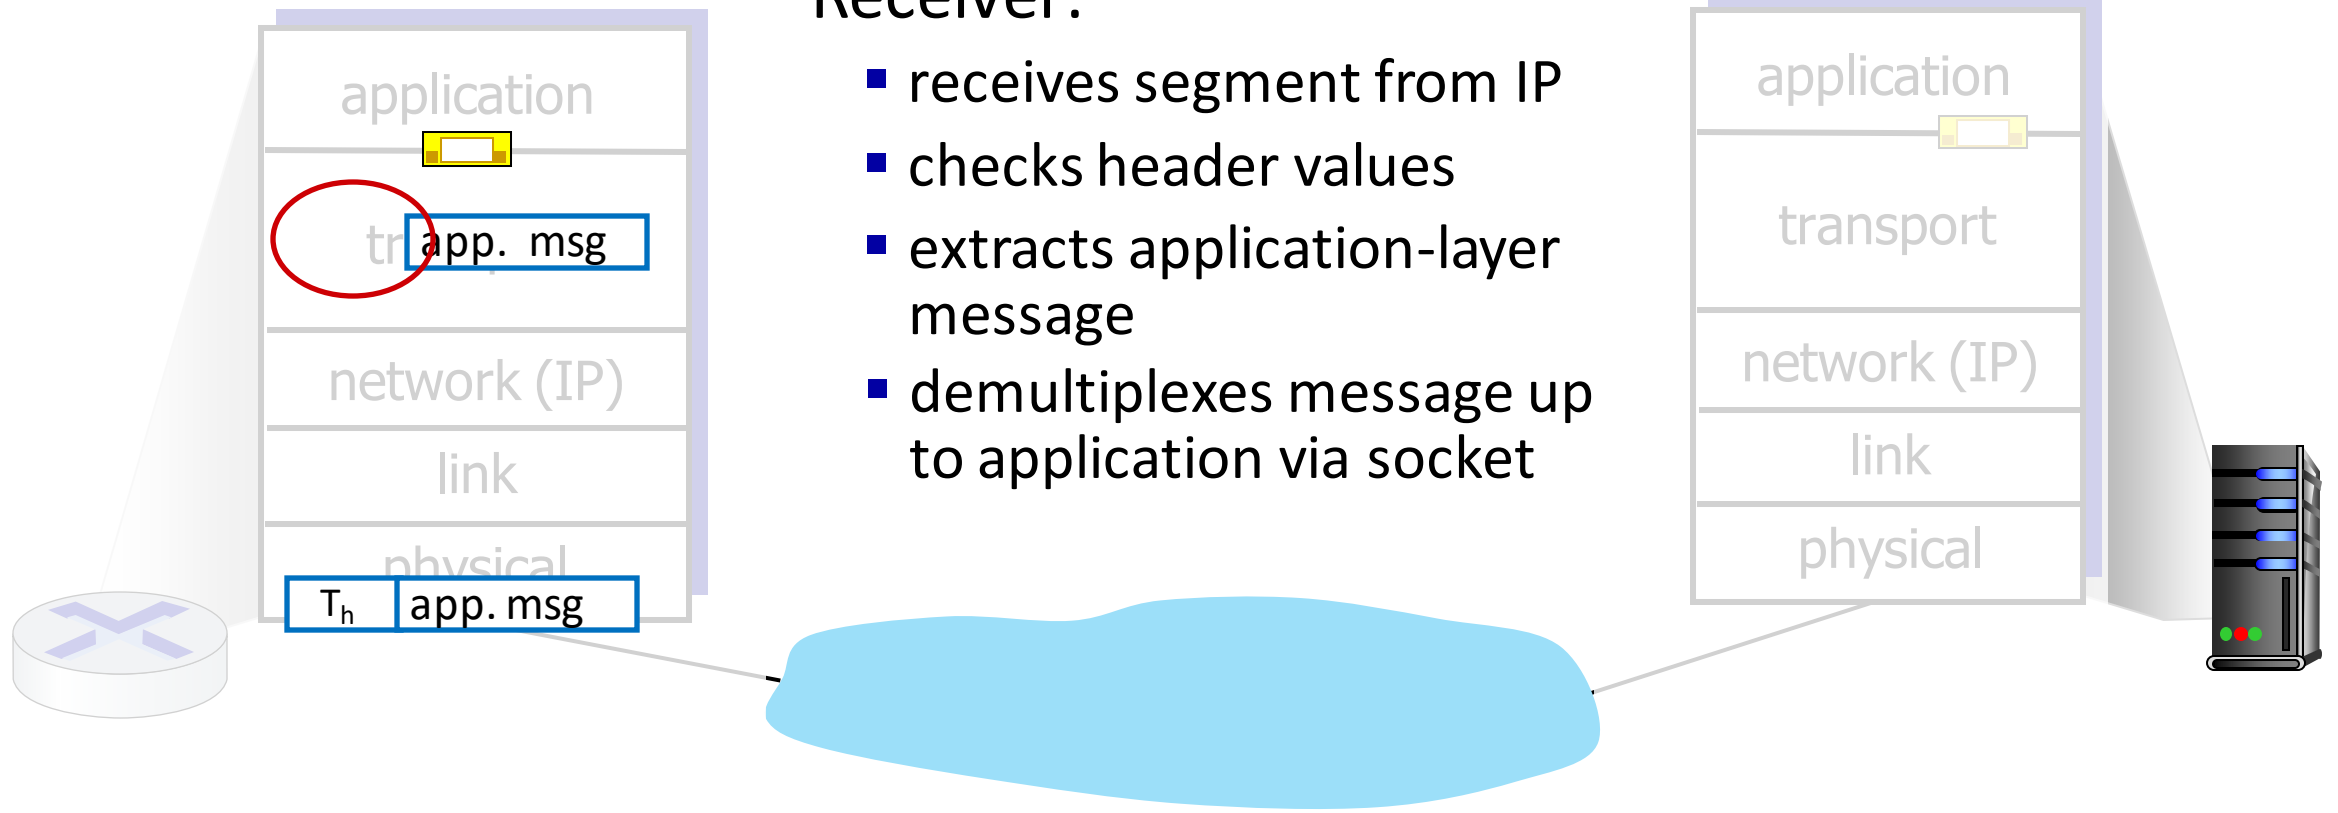 Receiver:
receives segment from IP
checks header values
extracts application-layer
message
demultiplexes message up
to application via socket
application
app. msg
network (IP)
link
physical
Th app. msg
application
transport
network (IP)
link
physical